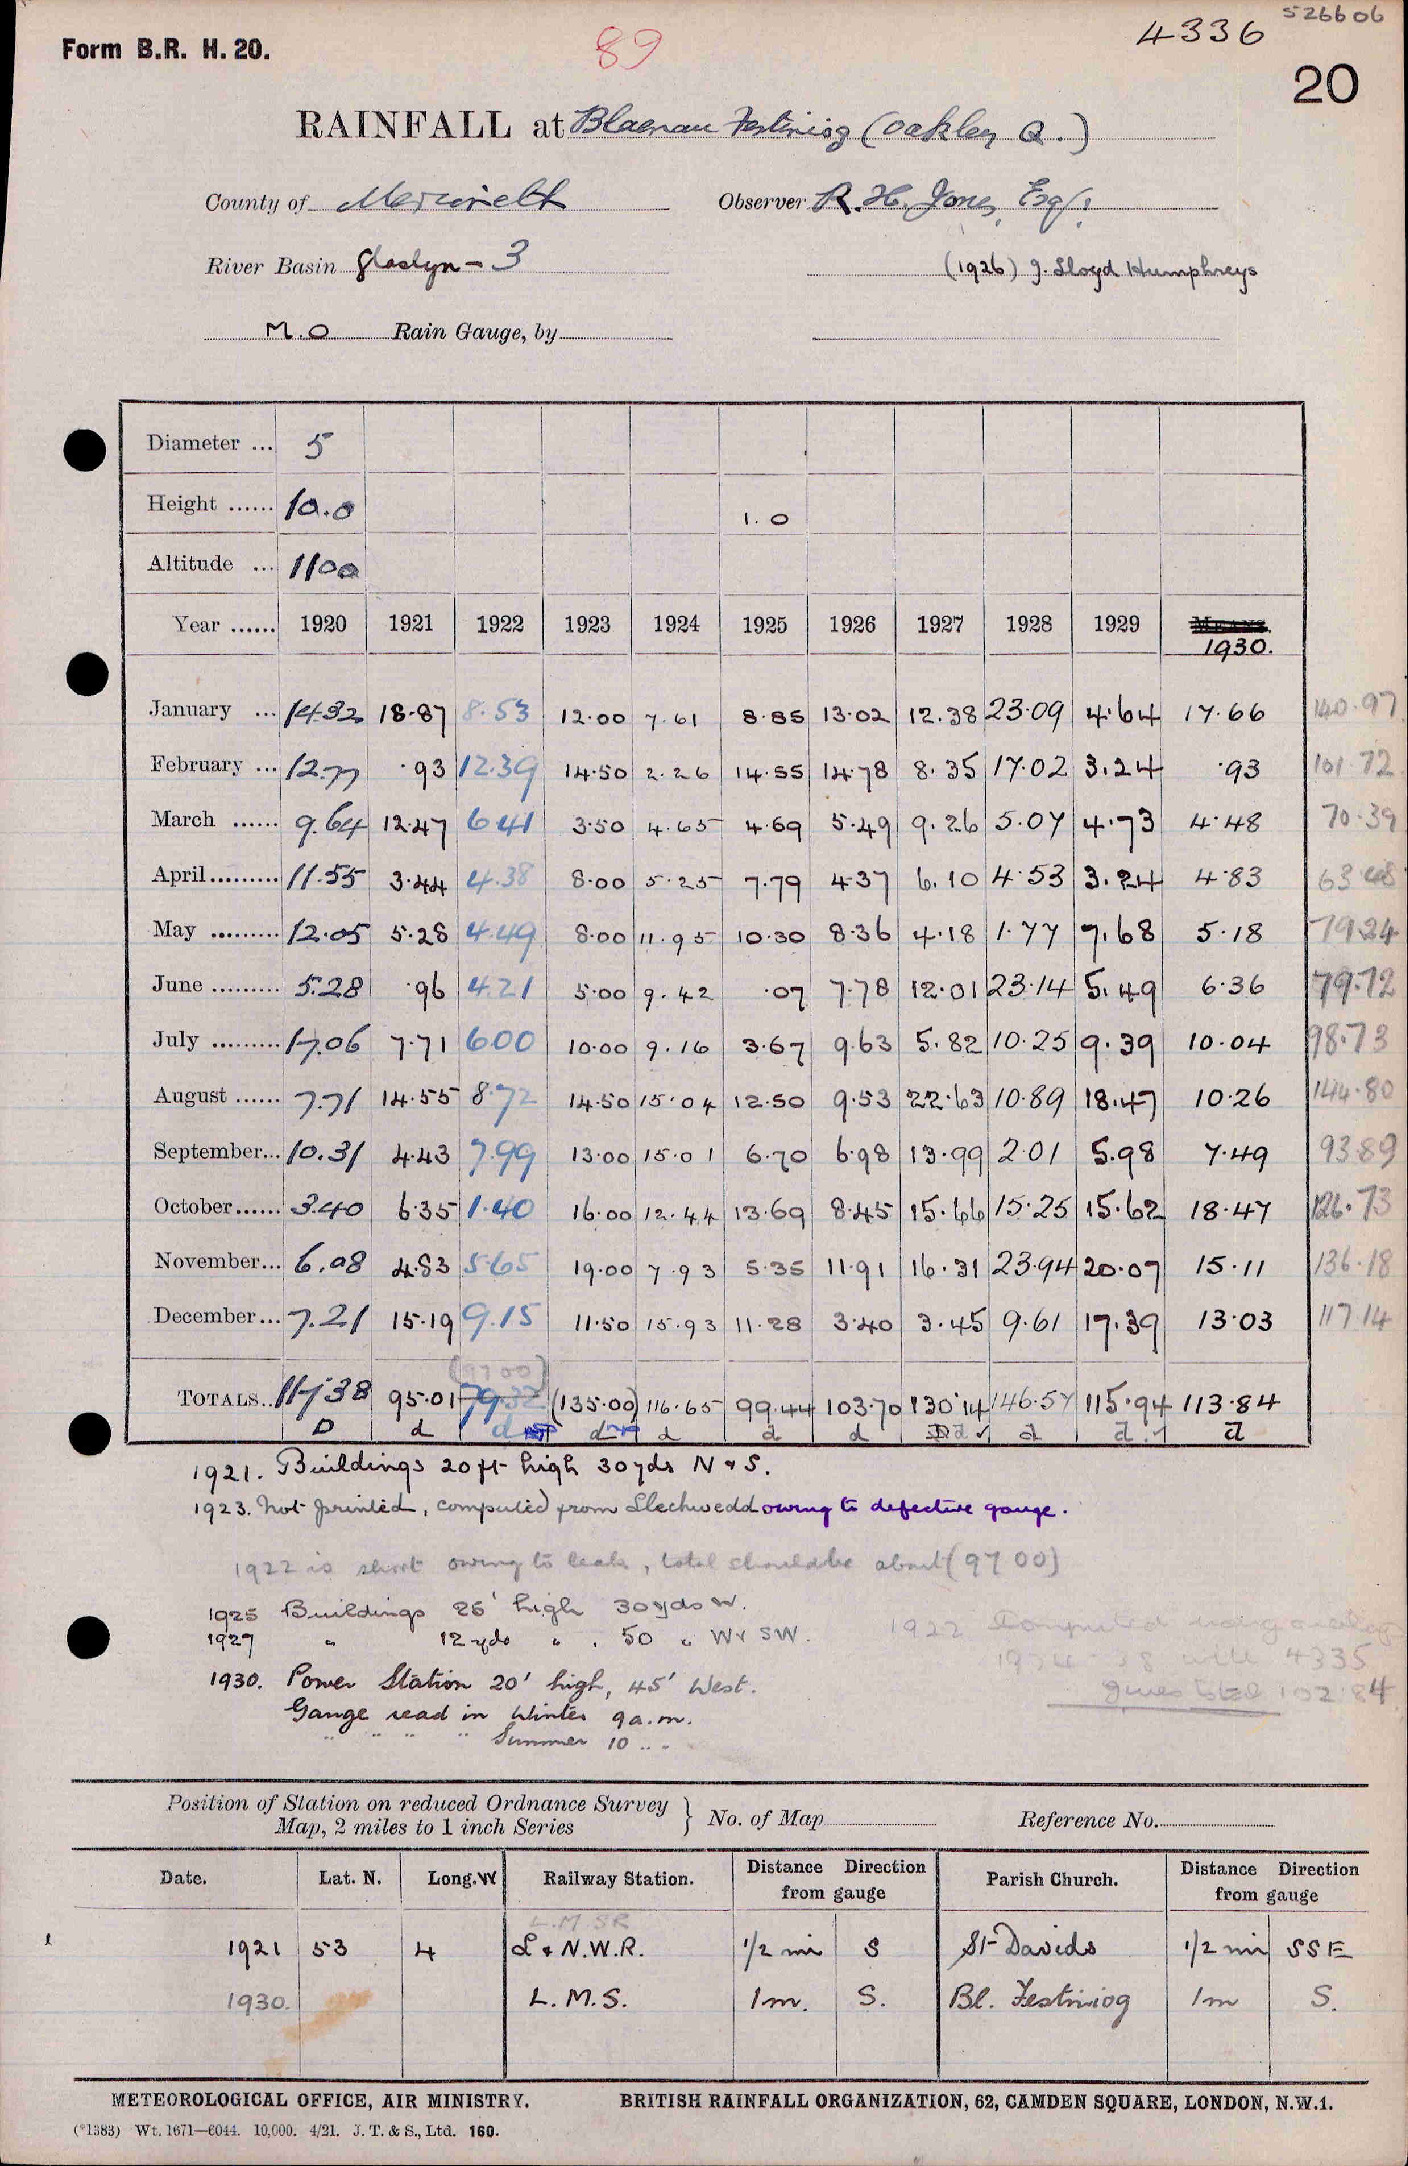 526606
Form B.R. H. 20. 89 4336
20
RAINFALL at Blaenau Festiniog (Oakley Q.)
County of Merioneth Observer R. H. Jones, Esqr.
River Basin Glaslyn - 3 (1926) J. Lloyd Humphreys
M.O Rain Gauge, by
Diameter ... 5
Height ...... 10.0 1.0
Altitude ... 1100
Year ...... 1920 1921 1922 1923 1924 1925 1926 1927 1928 1929 MEANS.
1930.
January ... 14.32 18.87 8.53 12.00 7.61 8.85 13.02 12.38 23.09 4.64 17.66 140.97
February ... 12.77 .93 12.39 14.50 2.26 14.55 14.78 8.35 17.02 3.24 .93 101.72
March ...... 9.64 12.47 6.41 3.50 4.65 4.69 5.49 9.26 5.07 4.73 4.48 70.39
April ......... 11.55 3.44 4.38 8.00 5.25 7.79 4.37 6.10 4.53 3.24 4.83 63.48
May ......... 12.05 5.28 4.49 8.00 11.95 10.30 8.36 4.18 1.77 7.68 5.18 79.24
June ......... 5.28 .96 4.21 5.00 9.42 .07 7.78 12.01 23.14 5.49 6.36 79.72
July ......... 17.06 7.71 6.00 10.00 9.16 3.67 9.63 5.82 10.25 9.39 10.04 98.73
August ...... 7.71 14.55 8.72 14.50 15.04 12.50 9.53 22.63 10.89 18.47 10.26 144.80
September... 10.31 4.43 7.99 13.00 15.01 6.70 6.98 13.99 2.01 5.98 7.49 93.89
October...... 3.40 6.35 1.40 16.00 12.44 13.69 8.45 15.66 15.25 15.62 18.47 126.73
November... 6.08 4.83 5.65 19.00 7.93 5.35 11.91 16.31 23.94 20.07 15.11 136.18
December... 7.21 15.19 9.15 11.50 15.93 11.28 3.40 3.45 9.61 17.39 13.03 117.14
(97.00)
TOTALS.. 117.38 95.01 79.32 (135.00) 116.65 99.44 103.70 130.14 146.57 115.94 113.84
D d d d d d d D d d d d
1921. Buildings 20 ft high 30 yds N & S.
1923. Not printed, computed from Llechwedd owing to defective gauge.
1922 is short owing to leak, total should be about (97.00)
1925 Buildings 25' high 30 yds W.
1927 " 12 yds " , 50 " W & SW.
1922 Computed using overlap
1924-28 with 4335
gives total 102.84
1930. Power Station 20' high, 45' West.
Gauge read in Winter 9 a.m.
" " " " Summer 10 " "
Position of Station on reduced Ordnance Survey Map, 2 miles to 1 inch Series } No. of Map Reference No.
Date. Lat. N. Long. W Railway Station. Distance Direction from gauge Parish Church. Distance Direction from gauge
L.M.SR
1921 53 4 L & N.W.R. 1/2 mi S St Davids 1/2 mi SSE
1930. L.M.S. 1m. S. Bl. Festiniog 1m S.
METEOROLOGICAL OFFICE, AIR MINISTRY. BRITISH RAINFALL ORGANIZATION, 62, CAMDEN SQUARE, LONDON, N.W.1.
(*1383) Wt. 1671—6044. 10,000. 4/21. J. T. & S., Ltd. 160.